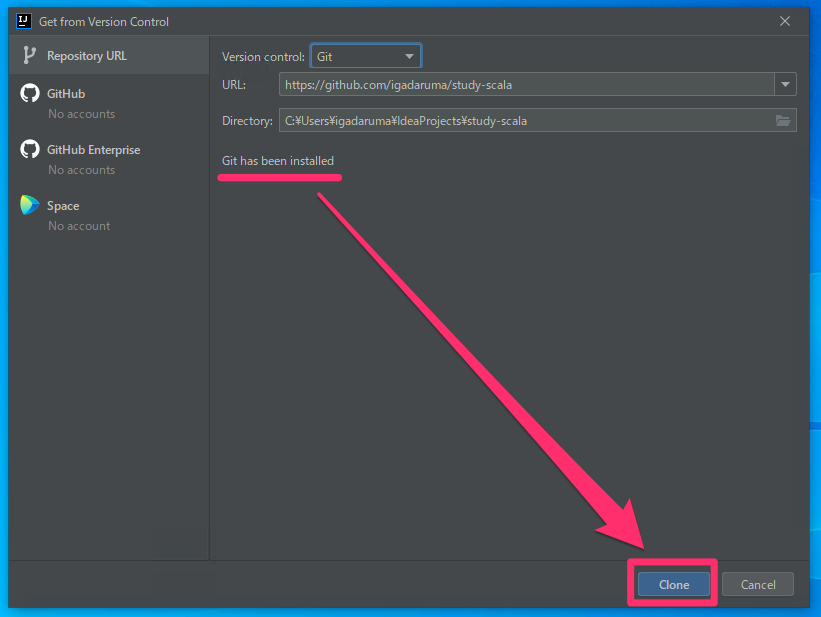 IJ
Get from Version Control
Repository URL
GitHub
No accounts
GitHub Enterprise
No accounts
Space
No account
Version control: Git
URL: https://github.com/igadaruma/study-scala
Directory: C:¥Users¥igadaruma¥IdeaProjects¥study-scala
Git has been installed
Clone
Cancel